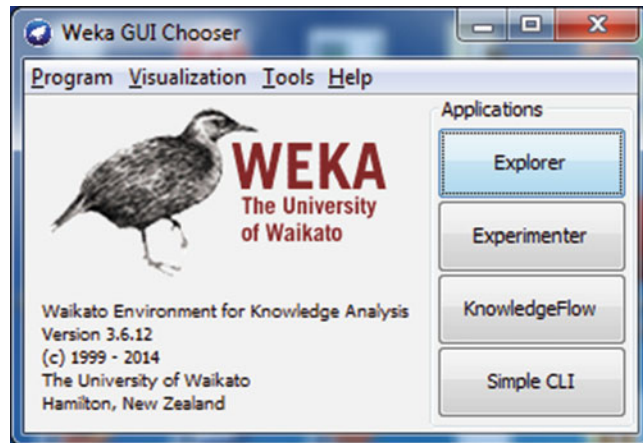 Weka GUI Chooser
Program Visualization Tools Help
Applications
Explorer
Experimenter
KnowledgeFlow
Simple CLI
WEKA
The University
of Waikato
Waikato Environment for Knowledge Analysis
Version 3.6.12
(c) 1999 - 2014
The University of Waikato
Hamilton, New Zealand